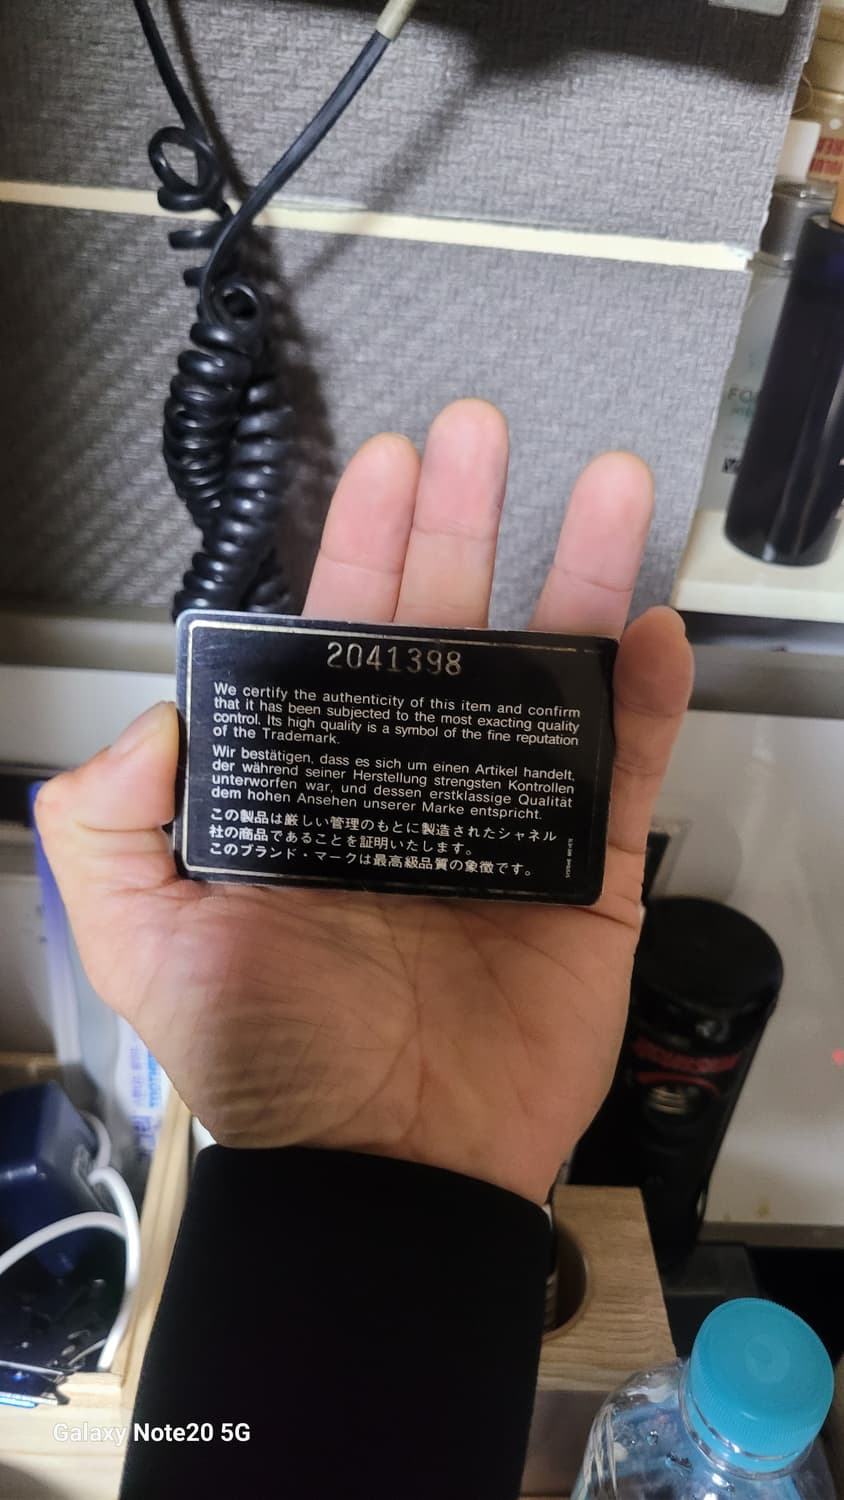 2041398
We certify the authenticity of this item and confirm
that it has been subjected to the most exacting quality
control. Its high quality is a symbol of the fine reputation
of the Trademark.
Wir bestätigen, dass es sich um einen Artikel handelt,
der während seiner Herstellung strengsten Kontrollen
unterworfen war, und dessen erstklassige Qualität
dem hohen Ansehen unserer Marke entspricht.
この製品は厳しい管理のもとに製造されたシャネル
社の商品であることを証明いたします。
このブランド・マークは最高級品質の象徴です。
Galaxy Note20 5G